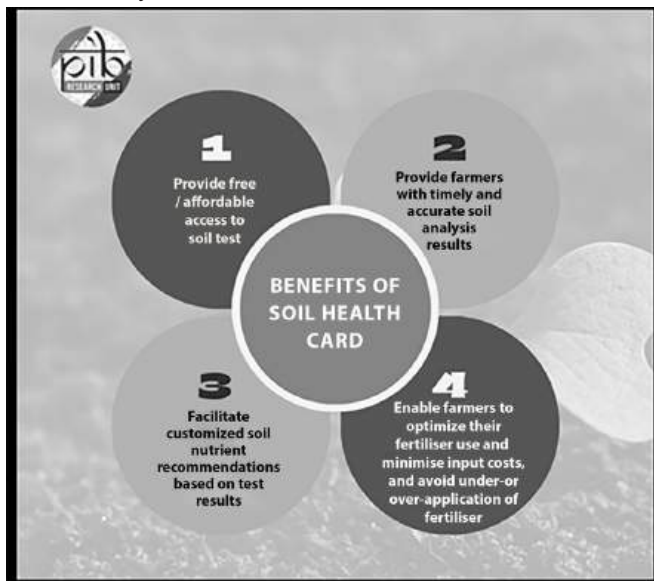 pib
RESEARCH UNIT
1
Provide free
/ affordable
access to
soil test
2
Provide farmers
with timely and
accurate soil
analysis
results
BENEFITS OF
SOIL HEALTH
CARD
3
Facilitate
customized soil
nutrient
recommendations
based on test
results
4
Enable farmers to
optimize their
fertiliser use and
minimise input costs,
and avoid under-or
over-application of
fertiliser